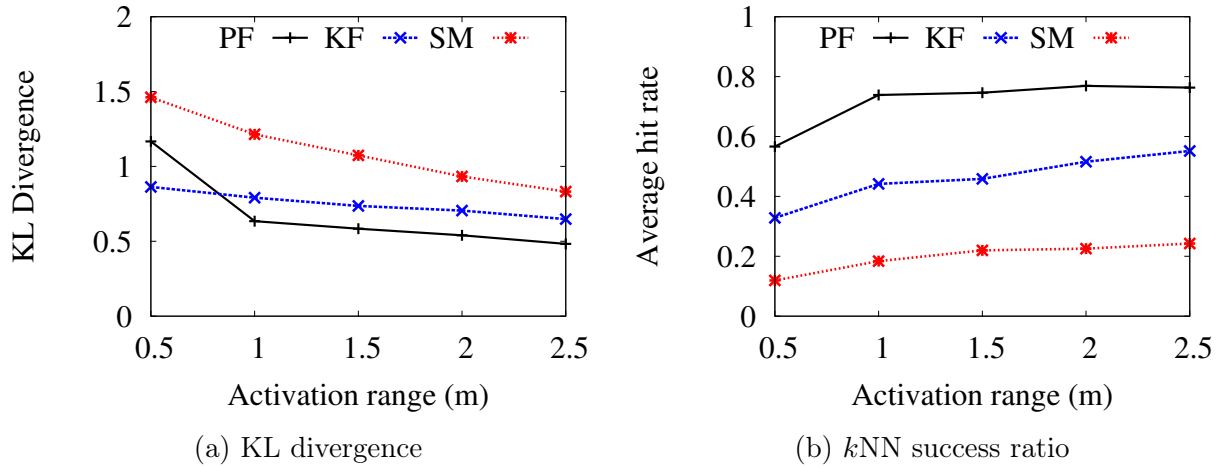 KL Divergence
2
1.5
1
0.5
0
PF KF SM
0.5 1 1.5 2 2.5
Activation range (m)
(a) KL divergence
Average hit rate
1
0.8
0.6
0.4
0.2
0
PF KF SM
0.5 1 1.5 2 2.5
Activation range (m)
(b) kNN success ratio